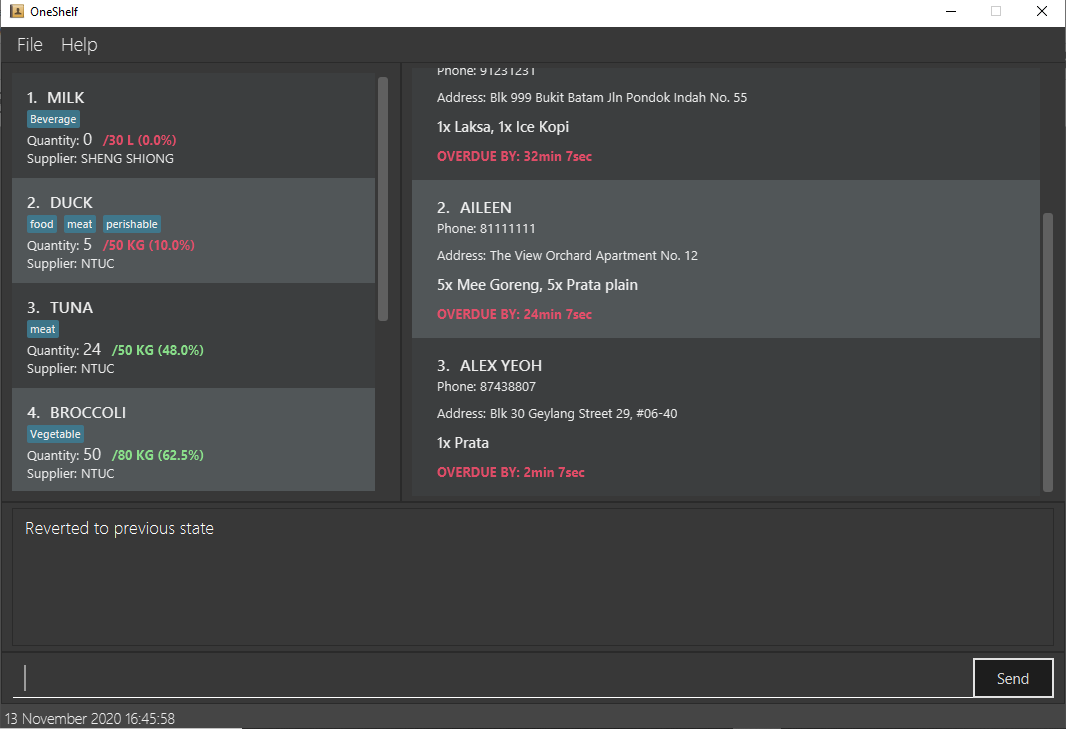 OneShelf
File Help
1. MILK
Beverage
Quantity: 0 /30 L (0.0%)
Supplier: SHENG SHIONG
2. DUCK
food meat perishable
Quantity: 5 /50 KG (10.0%)
Supplier: NTUC
3. TUNA
meat
Quantity: 24 /50 KG (48.0%)
Supplier: NTUC
4. BROCCOLI
Vegetable
Quantity: 50 /80 KG (62.5%)
Supplier: NTUC
Phone: 91231231
Address: Blk 999 Bukit Batam Jln Pondok Indah No. 55
1x Laksa, 1x Ice Kopi
OVERDUE BY: 32min 7sec
2. AILEEN
Phone: 81111111
Address: The View Orchard Apartment No. 12
5x Mee Goreng, 5x Prata plain
OVERDUE BY: 24min 7sec
3. ALEX YEOH
Phone: 87438807
Address: Blk 30 Geylang Street 29, #06-40
1x Prata
OVERDUE BY: 2min 7sec
Reverted to previous state
Send
13 November 2020 16:45:58